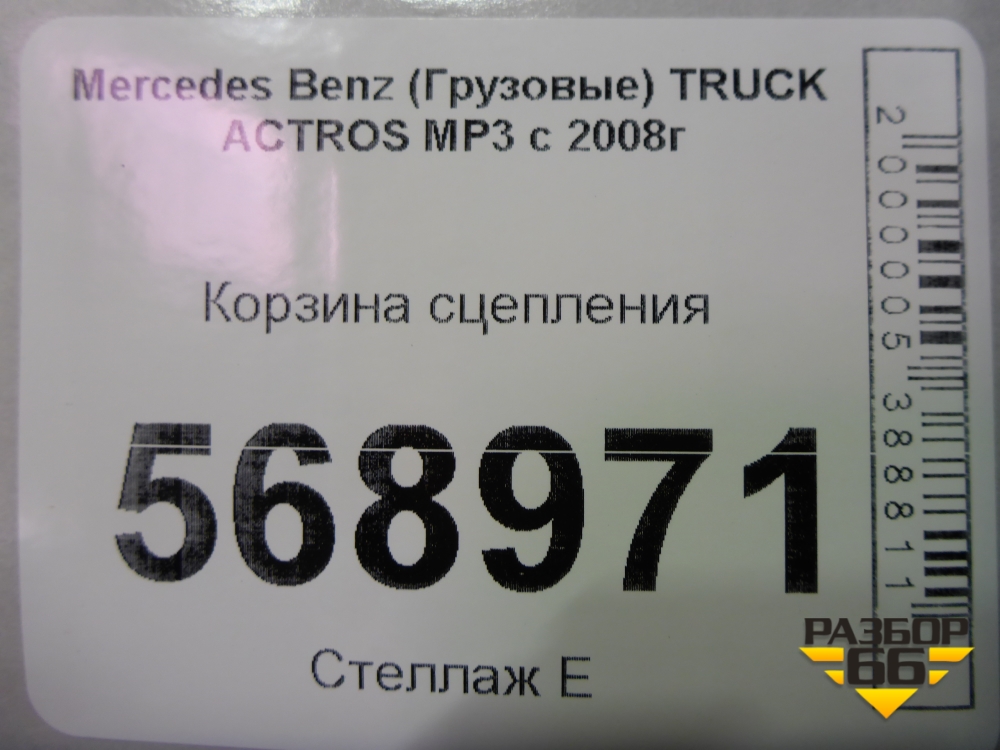 Mercedes Benz (Грузовые) TRUCK
ACTROS MP3 с 2008г
Корзина сцепления
568971
Стеллаж Е
2000005388811
РАЗБОР
66